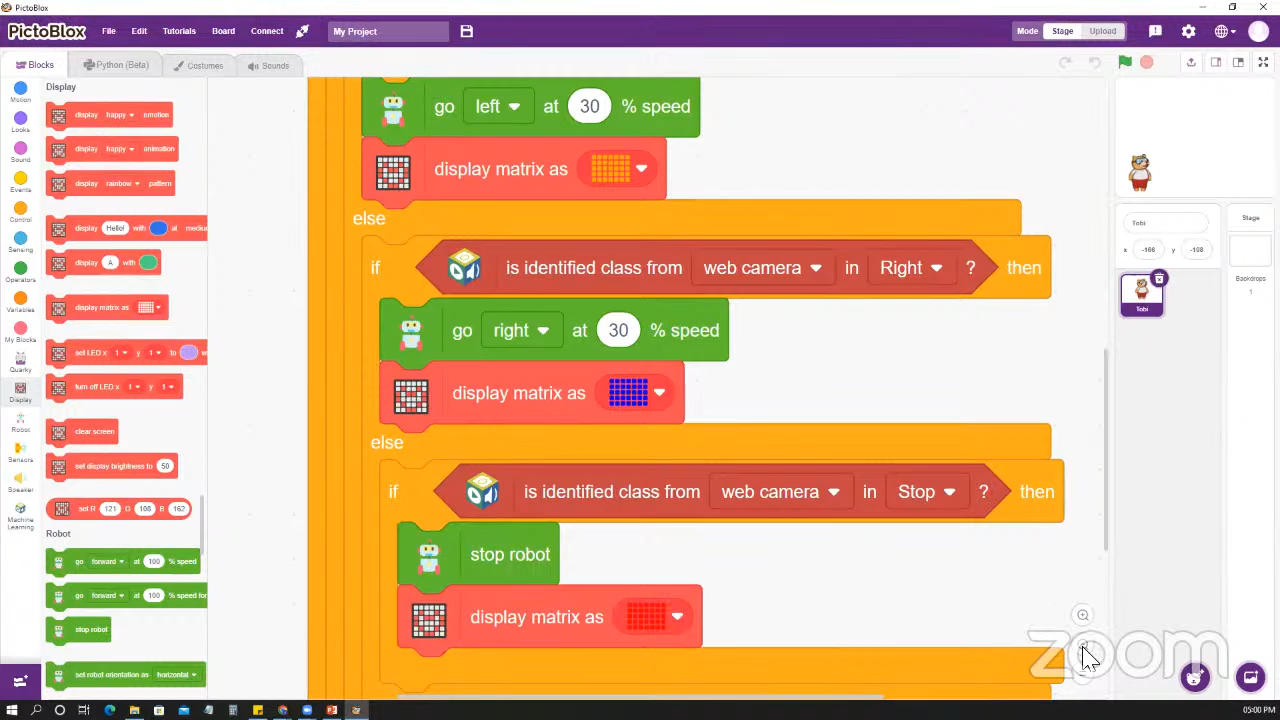 PictoBlox
PictoBlox File Edit Tutorials Board Connect My Project Mode Stage Upload
Blocks Python (Beta) Costumes Sounds
Motion
Looks
Sound
Events
Control
Sensing
Operators
Variables
My Blocks
Quarky
Display
Robot
Sensors
Speaker
Machine
Learning
Display
display happy emotion
display happy animation
display rainbow pattern
display Hello! with at medium
display A with
display matrix as
set LED x 1 y 1 to w
turn off LED x 1 y 1
clear screen
set display brightness to 50
set R 121 G 108 B 162
Robot
go forward at 100 % speed
go forward at 100 % speed for
stop robot
set robot orientation as horizontal
go left at 30 % speed
display matrix as
else
if is identified class from web camera in Right ? then
go right at 30 % speed
display matrix as
else
if is identified class from web camera in Stop ? then
stop robot
display matrix as
Tobi
x -166 y -108
Tobi
Stage
Backdrops
1
zoom
05:00 PM